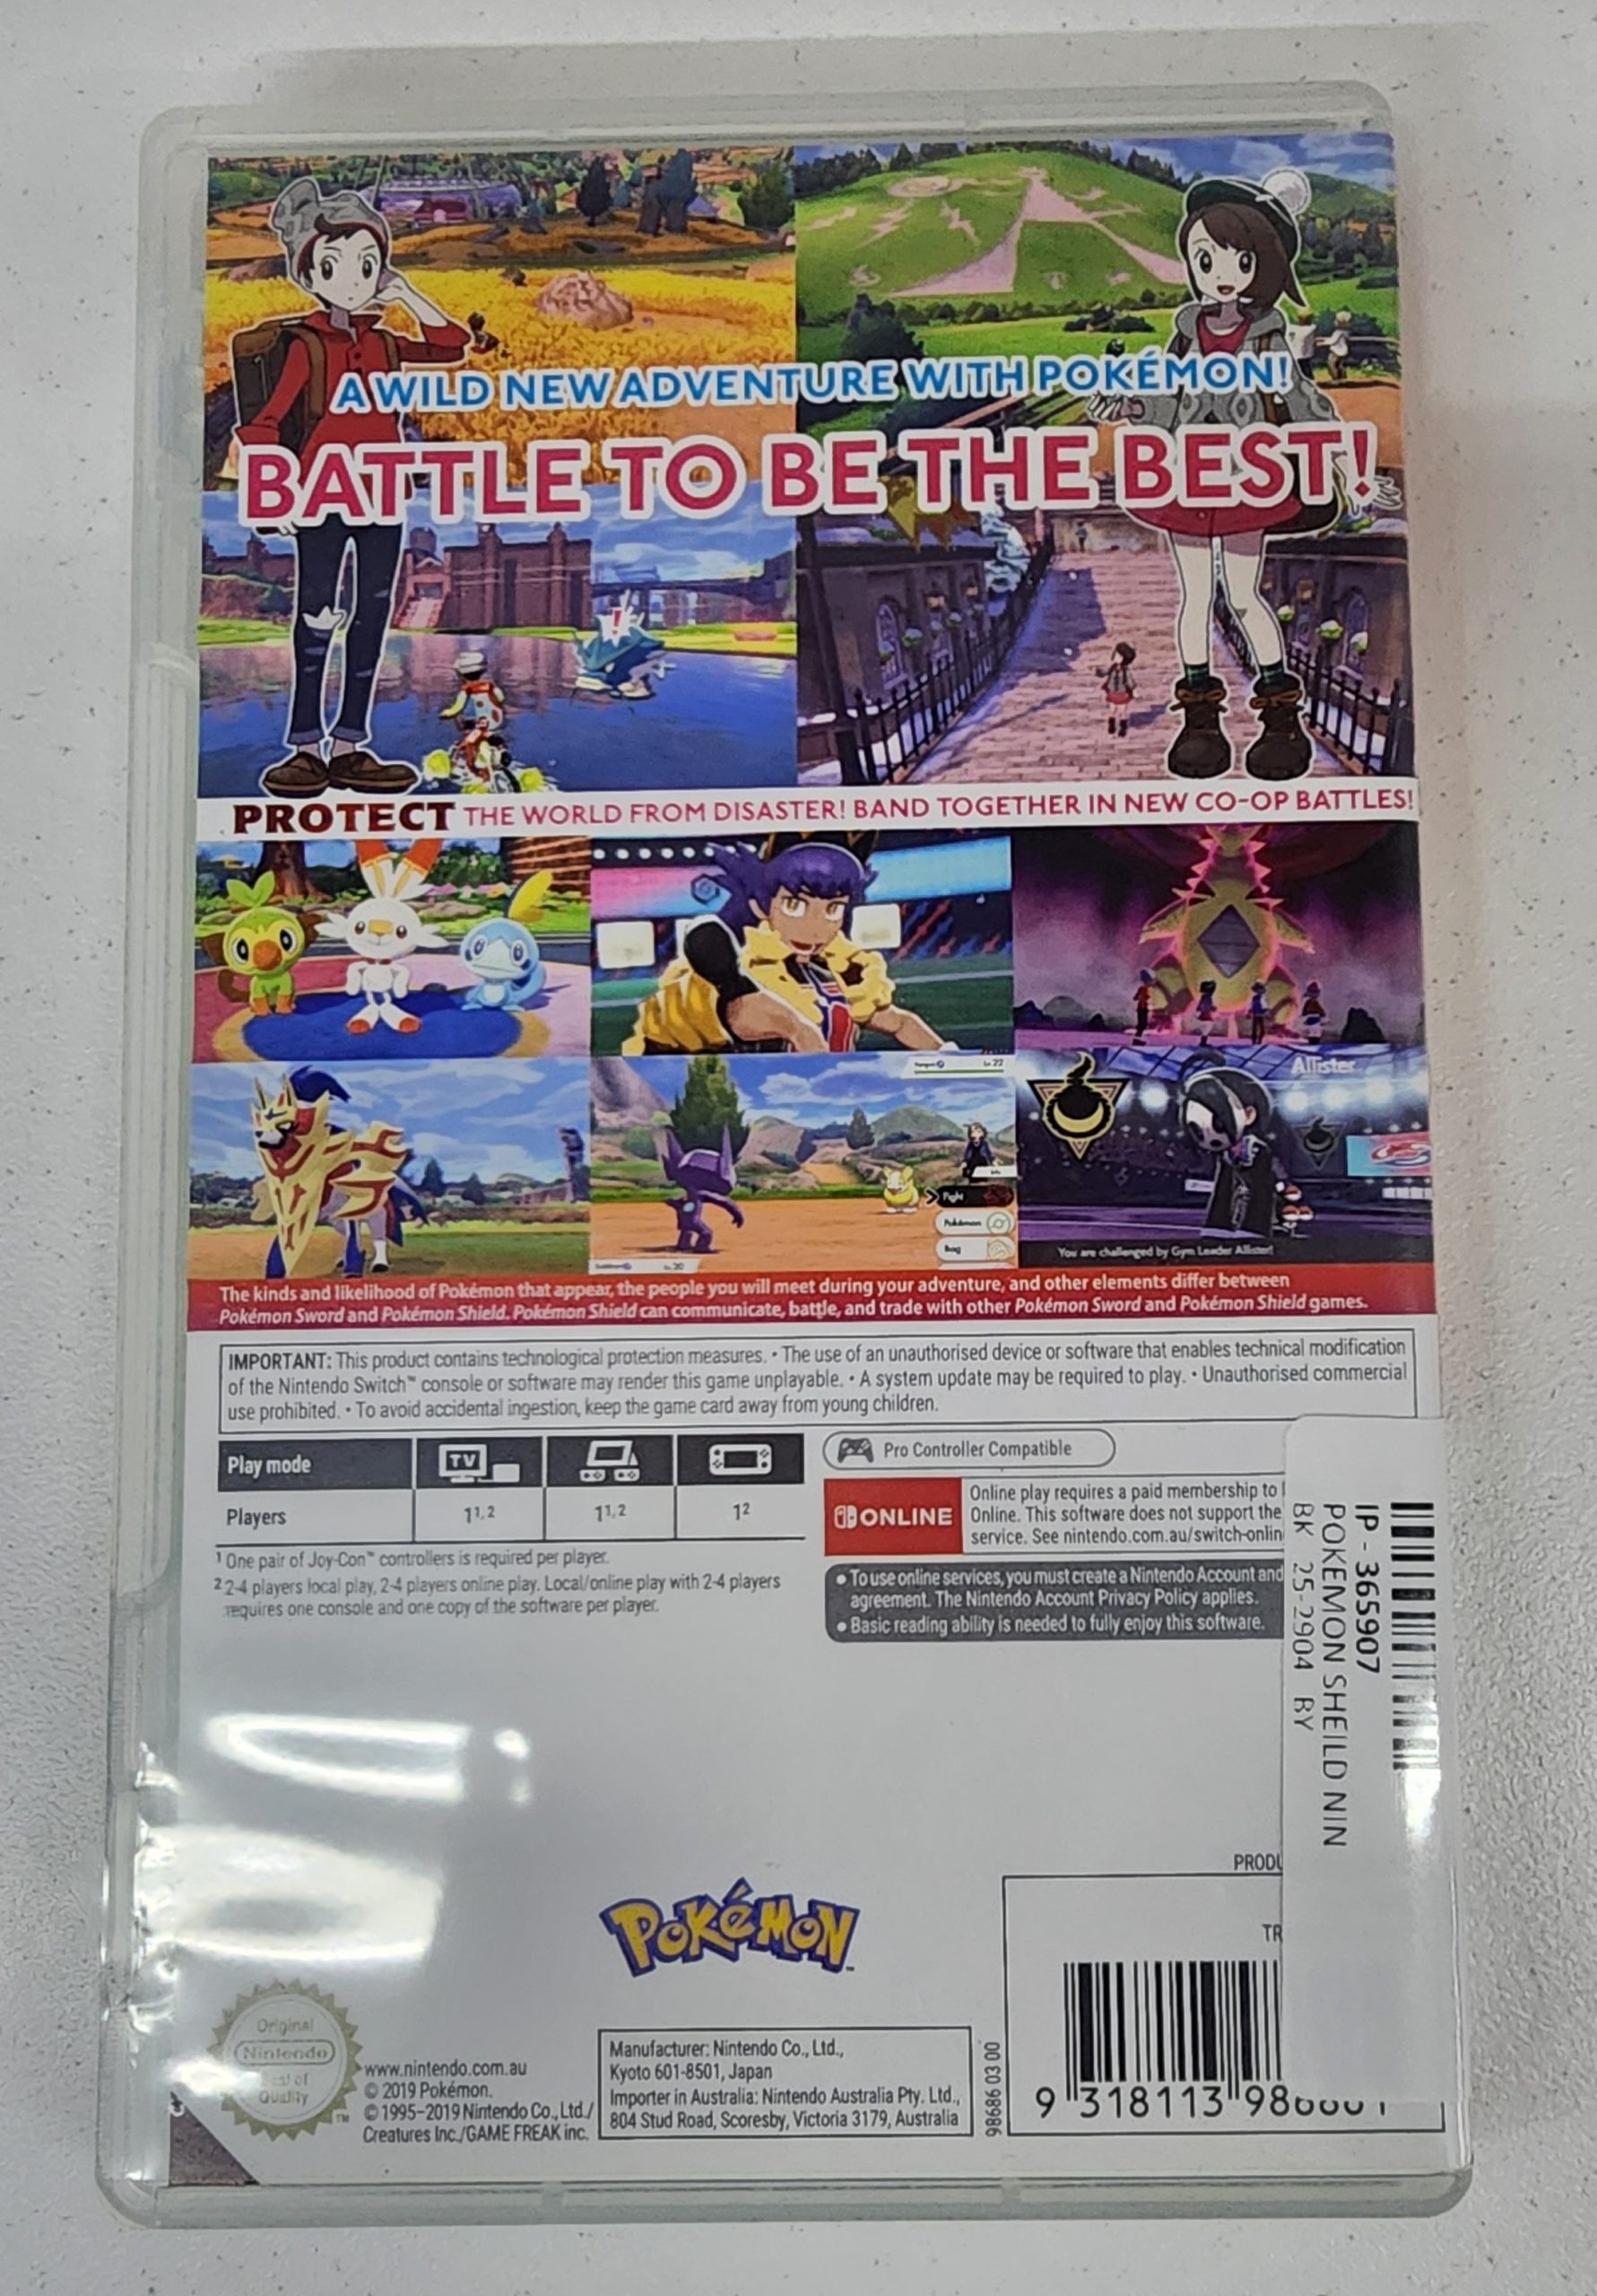 A WILD NEW ADVENTURE WITH POKÉMON!
BATTLE TO BE THE BEST!
PROTECT THE WORLD FROM DISASTER! BAND TOGETHER IN NEW CO-OP BATTLES!
Lv. 22
Fight
Pokémon
Bag
Lv. 20
Allister
You are challenged by Gym Leader Allister!
The kinds and likelihood of Pokémon that appear, the people you will meet during your adventure, and other elements differ between
Pokémon Sword and Pokémon Shield. Pokémon Shield can communicate, battle, and trade with other Pokémon Sword and Pokémon Shield games.
IMPORTANT: This product contains technological protection measures. • The use of an unauthorised device or software that enables technical modification
of the Nintendo Switch™ console or software may render this game unplayable. • A system update may be required to play. • Unauthorised commercial
use prohibited. • To avoid accidental ingestion, keep the game card away from young children.
Play mode
TV
Players
1¹,²
1¹,²
1²
¹ One pair of Joy-Con™ controllers is required per player.
² 2-4 players local play, 2-4 players online play. Local/online play with 2-4 players
requires one console and one copy of the software per player.
Pro Controller Compatible
ONLINE
Online play requires a paid membership to
Online. This software does not support the
service. See nintendo.com.au/switch-onlin
• To use online services, you must create a Nintendo Account and
agreement. The Nintendo Account Privacy Policy applies.
• Basic reading ability is needed to fully enjoy this software.
IP - 365907
POKEMON SHEILD NIN
BK 25-2904 BY
PRODU
TR
POKéMON™
Original
Nintendo
Seal of
Quality
TM
www.nintendo.com.au
© 2019 Pokémon.
© 1995-2019 Nintendo Co., Ltd./
Creatures Inc./GAME FREAK inc.
Manufacturer: Nintendo Co., Ltd.,
Kyoto 601-8501, Japan
Importer in Australia: Nintendo Australia Pty. Ltd.,
804 Stud Road, Scoresby, Victoria 3179, Australia
98686 03 00
9 318113 98